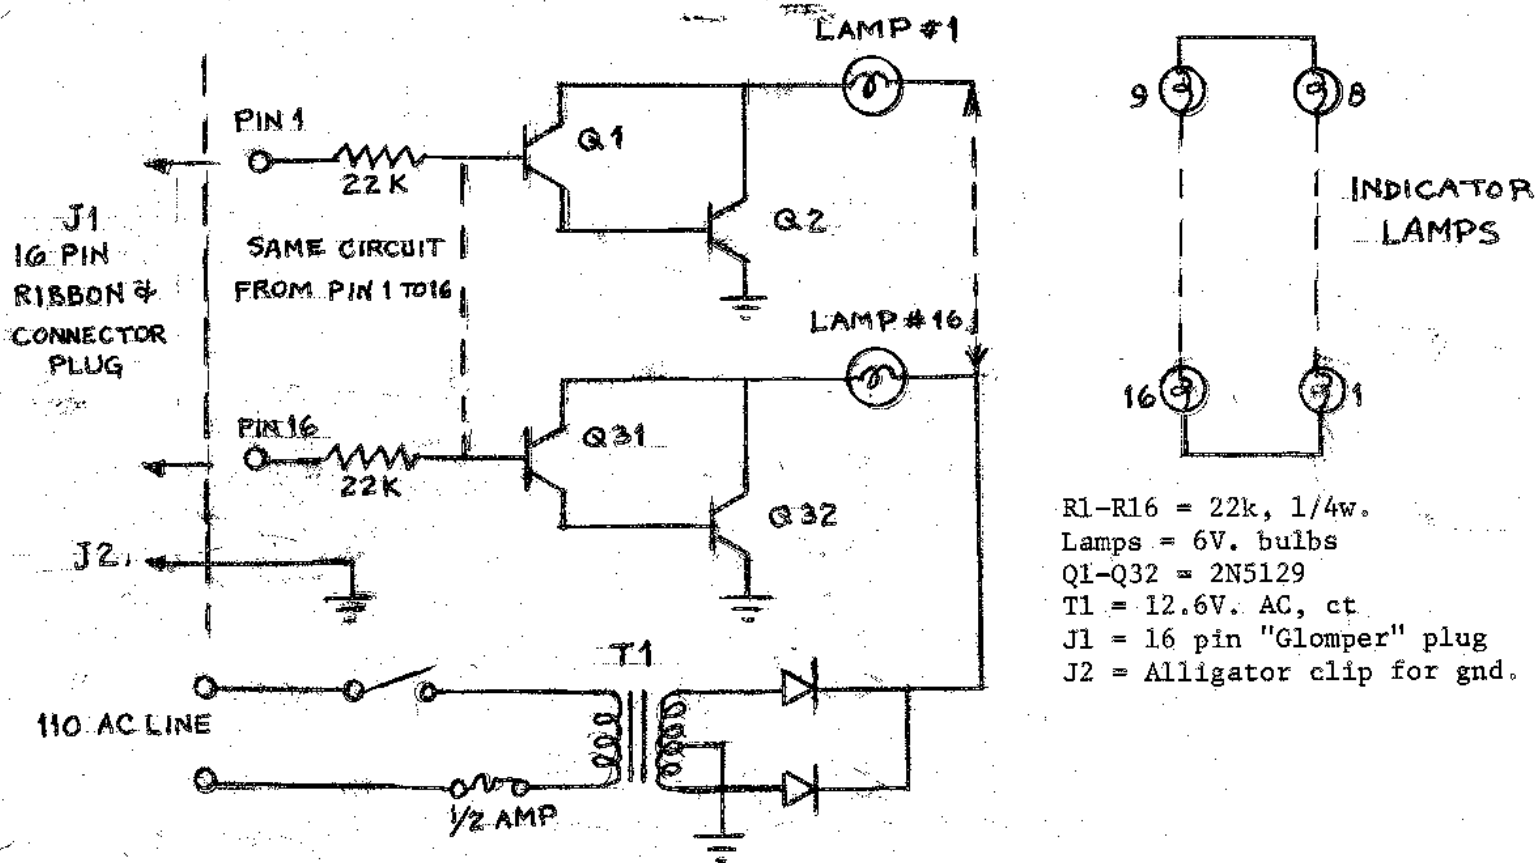 LAMP #1
PIN 1
Q1
22K
Q2
J1
16 PIN
RIBBON &
CONNECTOR
PLUG
SAME CIRCUIT
FROM PIN 1 TO 16
LAMP #16
PIN 16
Q31
22K
Q32
J2.
T1
110 AC LINE
1/2 AMP
9
8
INDICATOR
LAMPS
16
1
R1-R16 = 22k, 1/4w.
Lamps = 6V. bulbs
Q1-Q32 = 2N5129
T1 = 12.6V. AC, ct
J1 = 16 pin "Glomper" plug
J2 = Alligator clip for gnd.